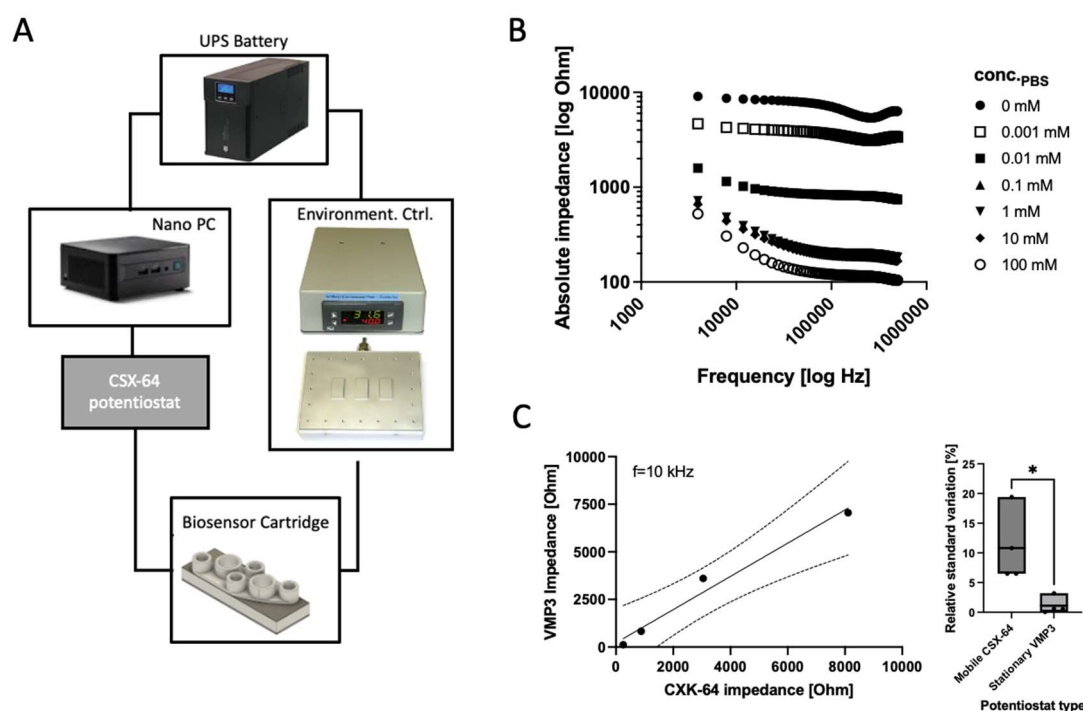 A
UPS Battery
Nano PC
Environment. Ctrl.
31.6
40.0
CSX-64
potentiostat
Biosensor Cartridge
B
Absolute impedance [log Ohm]
10000
1000
100
1000
10000
100000
1000000
Frequency [log Hz]
conc.PBS
0 mM
0.001 mM
0.01 mM
0.1 mM
1 mM
10 mM
100 mM
C
VMP3 Impedance [Ohm]
10000
7500
5000
2500
0
f=10 kHz
0
2000
4000
6000
8000
10000
CXK-64 impedance [Ohm]
Relative standard variation [%]
25
20
15
10
5
0
*
Mobile CSX-64
Stationary VMP3
Potentiostat type